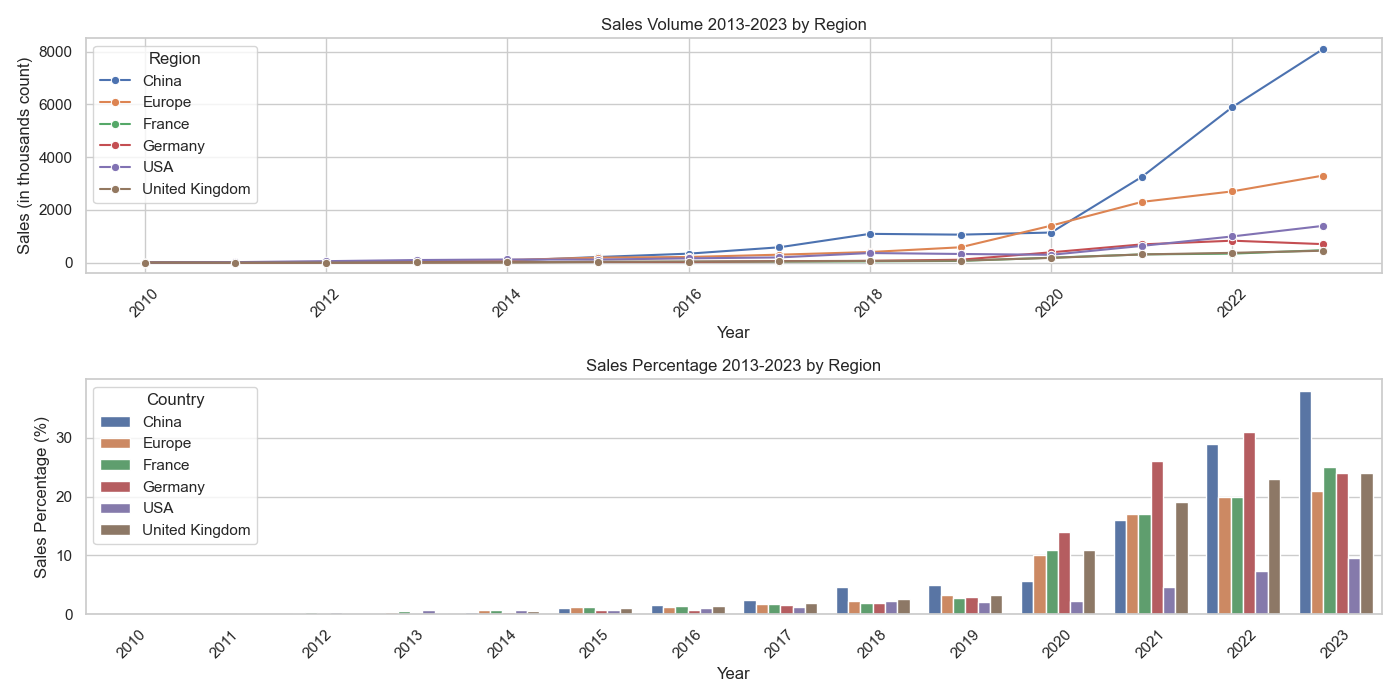 Sales Volume 2013-2023 by Region
Sales (in thousands count)
8000
6000
4000
2000
0
Region
China
Europe
France
Germany
USA
United Kingdom
2010
2012
2014
2016
2018
2020
2022
Year
Sales Percentage 2013-2023 by Region
Sales Percentage (%)
30
20
10
0
Country
China
Europe
France
Germany
USA
United Kingdom
2010
2011
2012
2013
2014
2015
2016
2017
2018
2019
2020
2021
2022
2023
Year